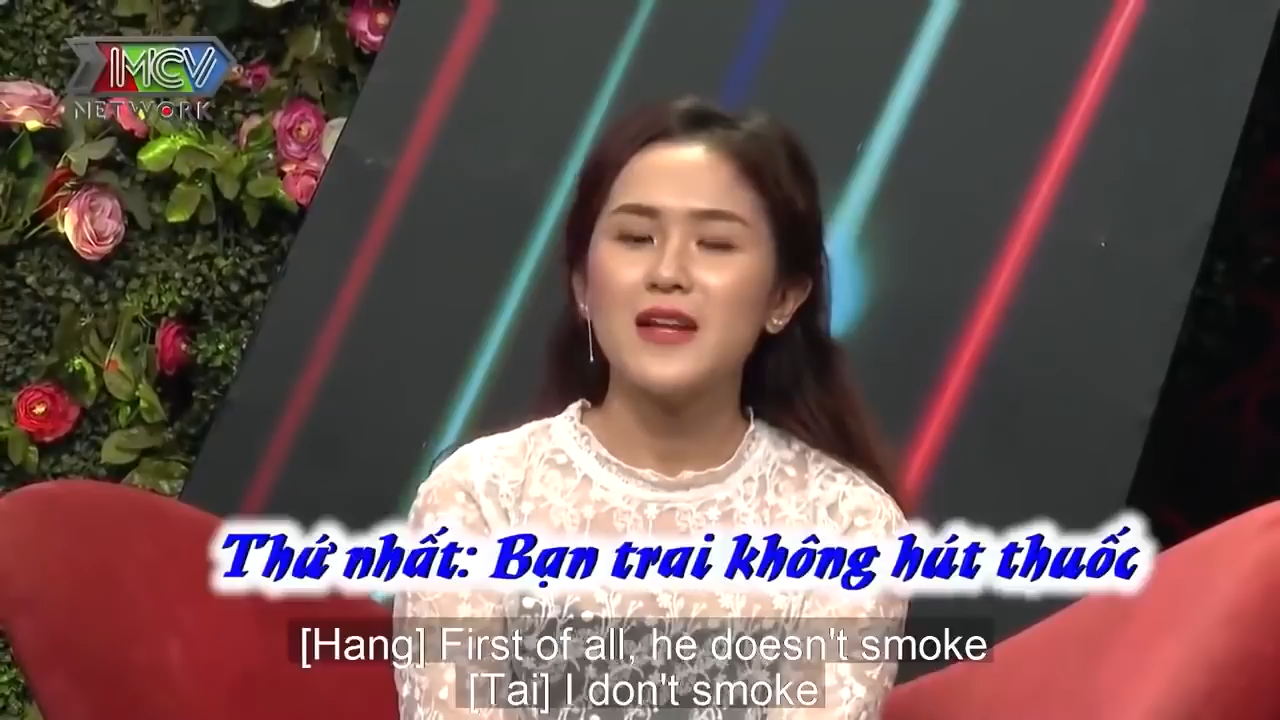 MCV
NETWORK
Thứ nhất: Bạn trai không hút thuốc
[Hang] First of all, he doesn't smoke
[Tai] I don't smoke